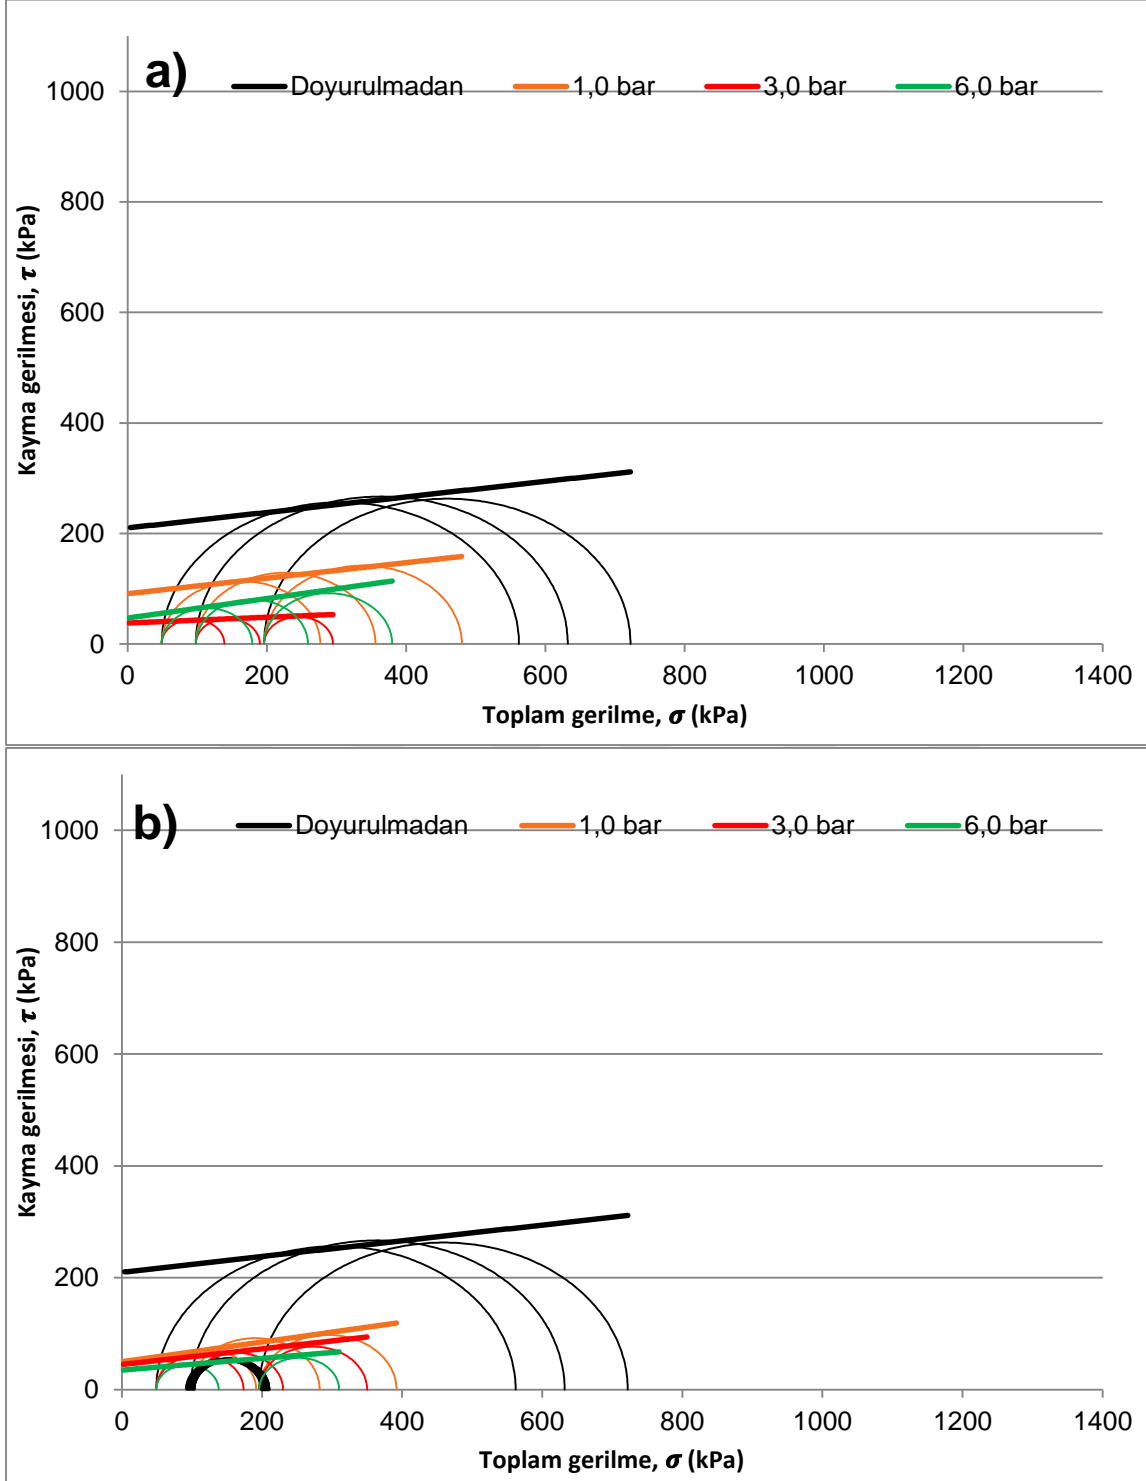 a)
Doyurulmadan 1,0 bar 3,0 bar 6,0 bar
1000
800
600
400
200
0
Kayma gerilmesi, τ (kPa)
0 200 400 600 800 1000 1200 1400
Toplam gerilme, σ (kPa)
b)
Doyurulmadan 1,0 bar 3,0 bar 6,0 bar
1000
800
600
400
200
0
Kayma gerilmesi, τ (kPa)
0 200 400 600 800 1000 1200 1400
Toplam gerilme, σ (kPa)